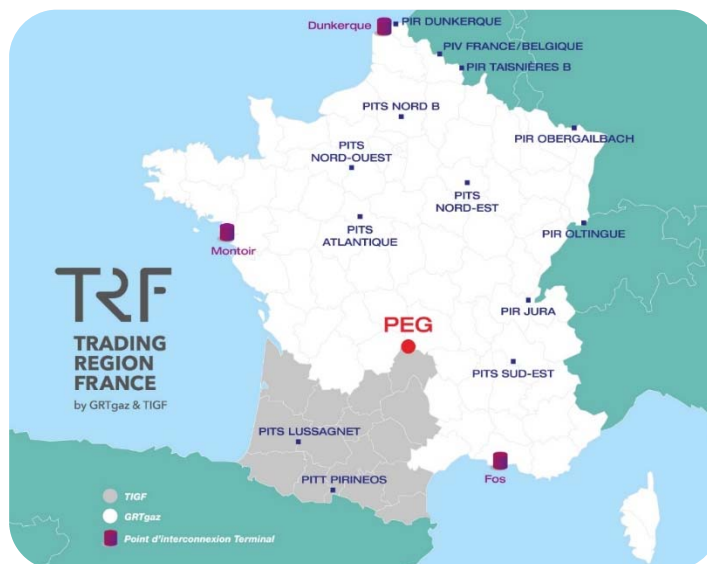 Dunkerque
PIR DUNKERQUE
PIV FRANCE/BELGIQUE
PIR TAISNIÈRES B
PITS NORD B
PIR OBERGAILBACH
PITS
NORD-OUEST
PITS
NORD-EST
PITS
ATLANTIQUE
PIR OLTINGUE
Montoir
TRF
TRADING
REGION
FRANCE
by GRTgaz & TIGF
PIR JURA
PEG
PITS SUD-EST
PITS LUSSAGNET
PITT PIRINEOS
Fos
TIGF
GRTgaz
Point d'interconnexion Terminal